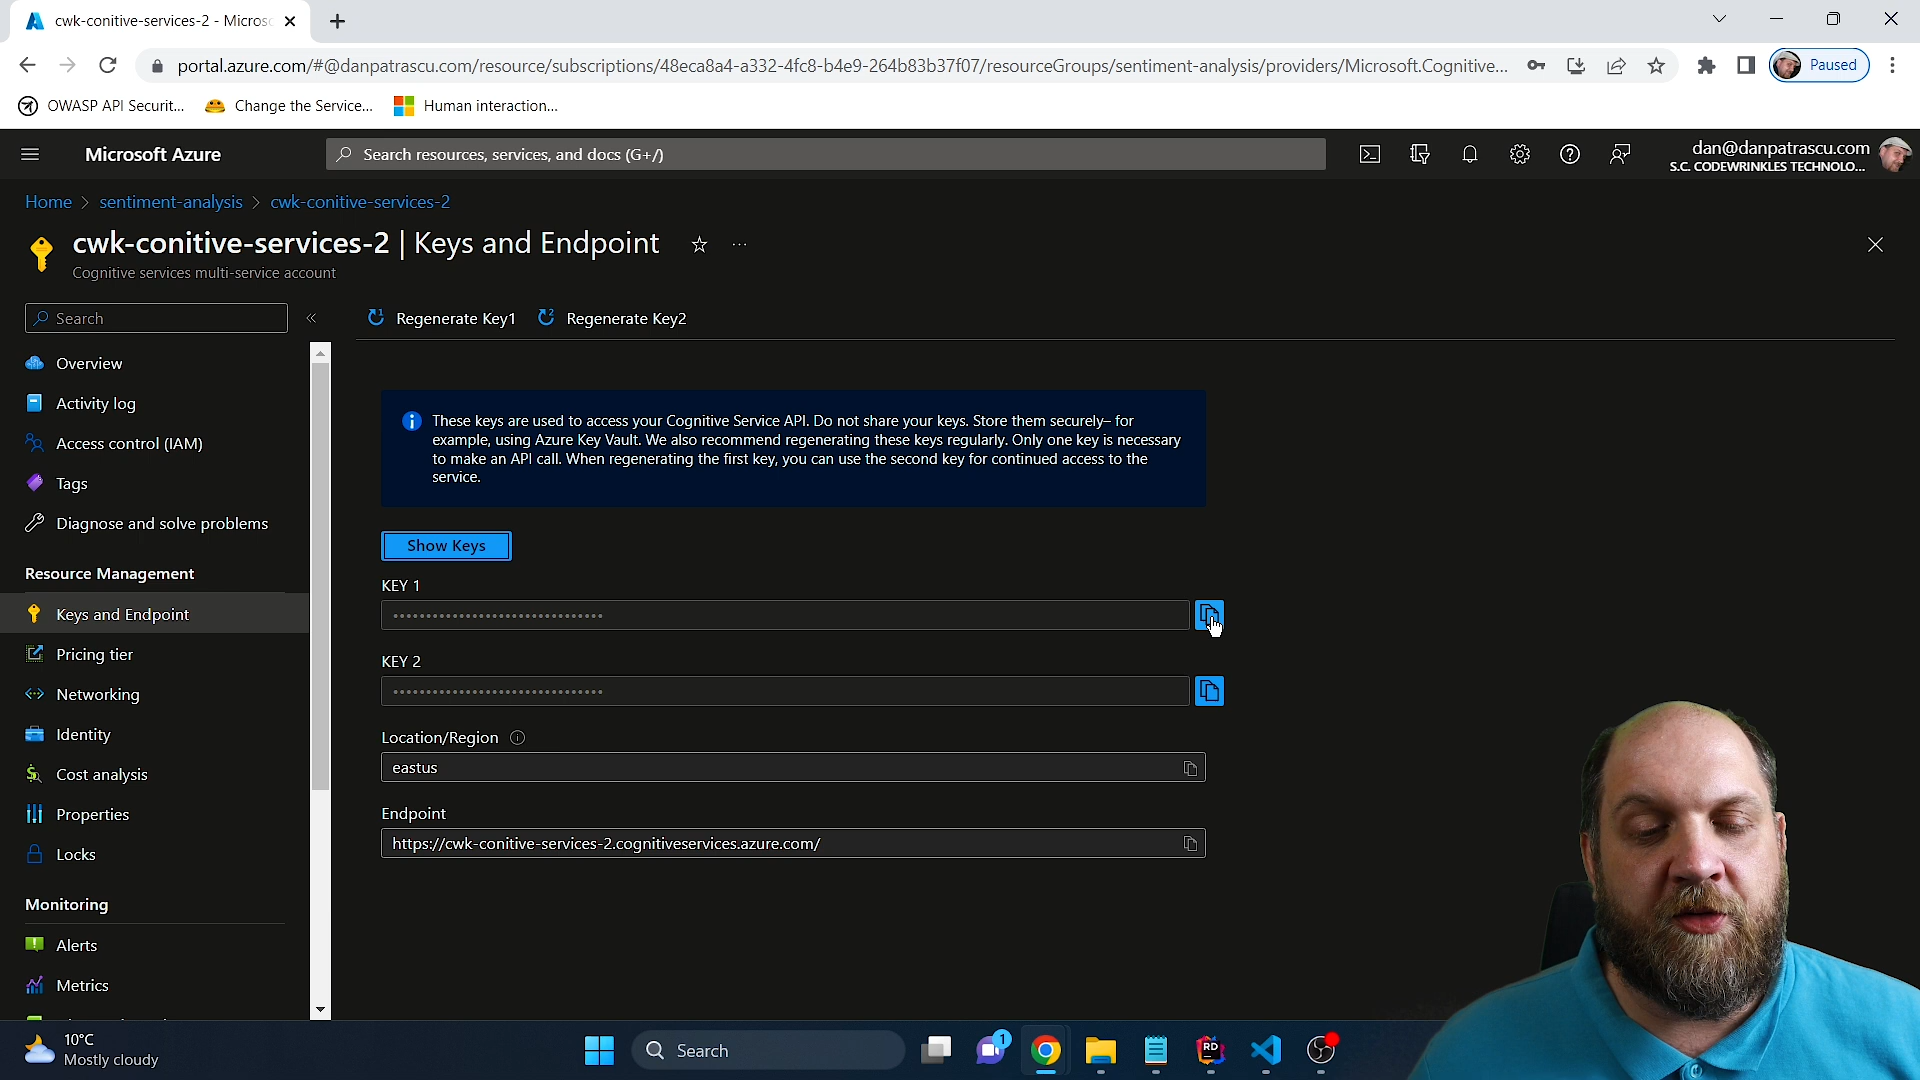 cwk-conitive-services-2 - Micros
portal.azure.com/#@danpatrascu.com/resource/subscriptions/48eca8a4-a332-4fc8-b4e9-264b83b37f07/resourceGroups/sentiment-analysis/providers/Microsoft.Cognitive...
Paused
OWASP API Securit...
Change the Service...
Human interaction...
Microsoft Azure
Search resources, services, and docs (G+/)
dan@danpatrascu.com
S.C. CODEWRINKLES TECHNOLO...
Home > sentiment-analysis > cwk-conitive-services-2
cwk-conitive-services-2 | Keys and Endpoint
Cognitive services multi-service account
Search
Regenerate Key1
Regenerate Key2
Overview
Activity log
Access control (IAM)
Tags
Diagnose and solve problems
Resource Management
Keys and Endpoint
Pricing tier
Networking
Identity
Cost analysis
Properties
Locks
Monitoring
Alerts
Metrics
These keys are used to access your Cognitive Service API. Do not share your keys. Store them securely– for
example, using Azure Key Vault. We also recommend regenerating these keys regularly. Only one key is necessary
to make an API call. When regenerating the first key, you can use the second key for continued access to the
service.
Show Keys
KEY 1
KEY 2
Location/Region
eastus
Endpoint
https://cwk-conitive-services-2.cognitiveservices.azure.com/
10°C
Mostly cloudy
Search
1
RD